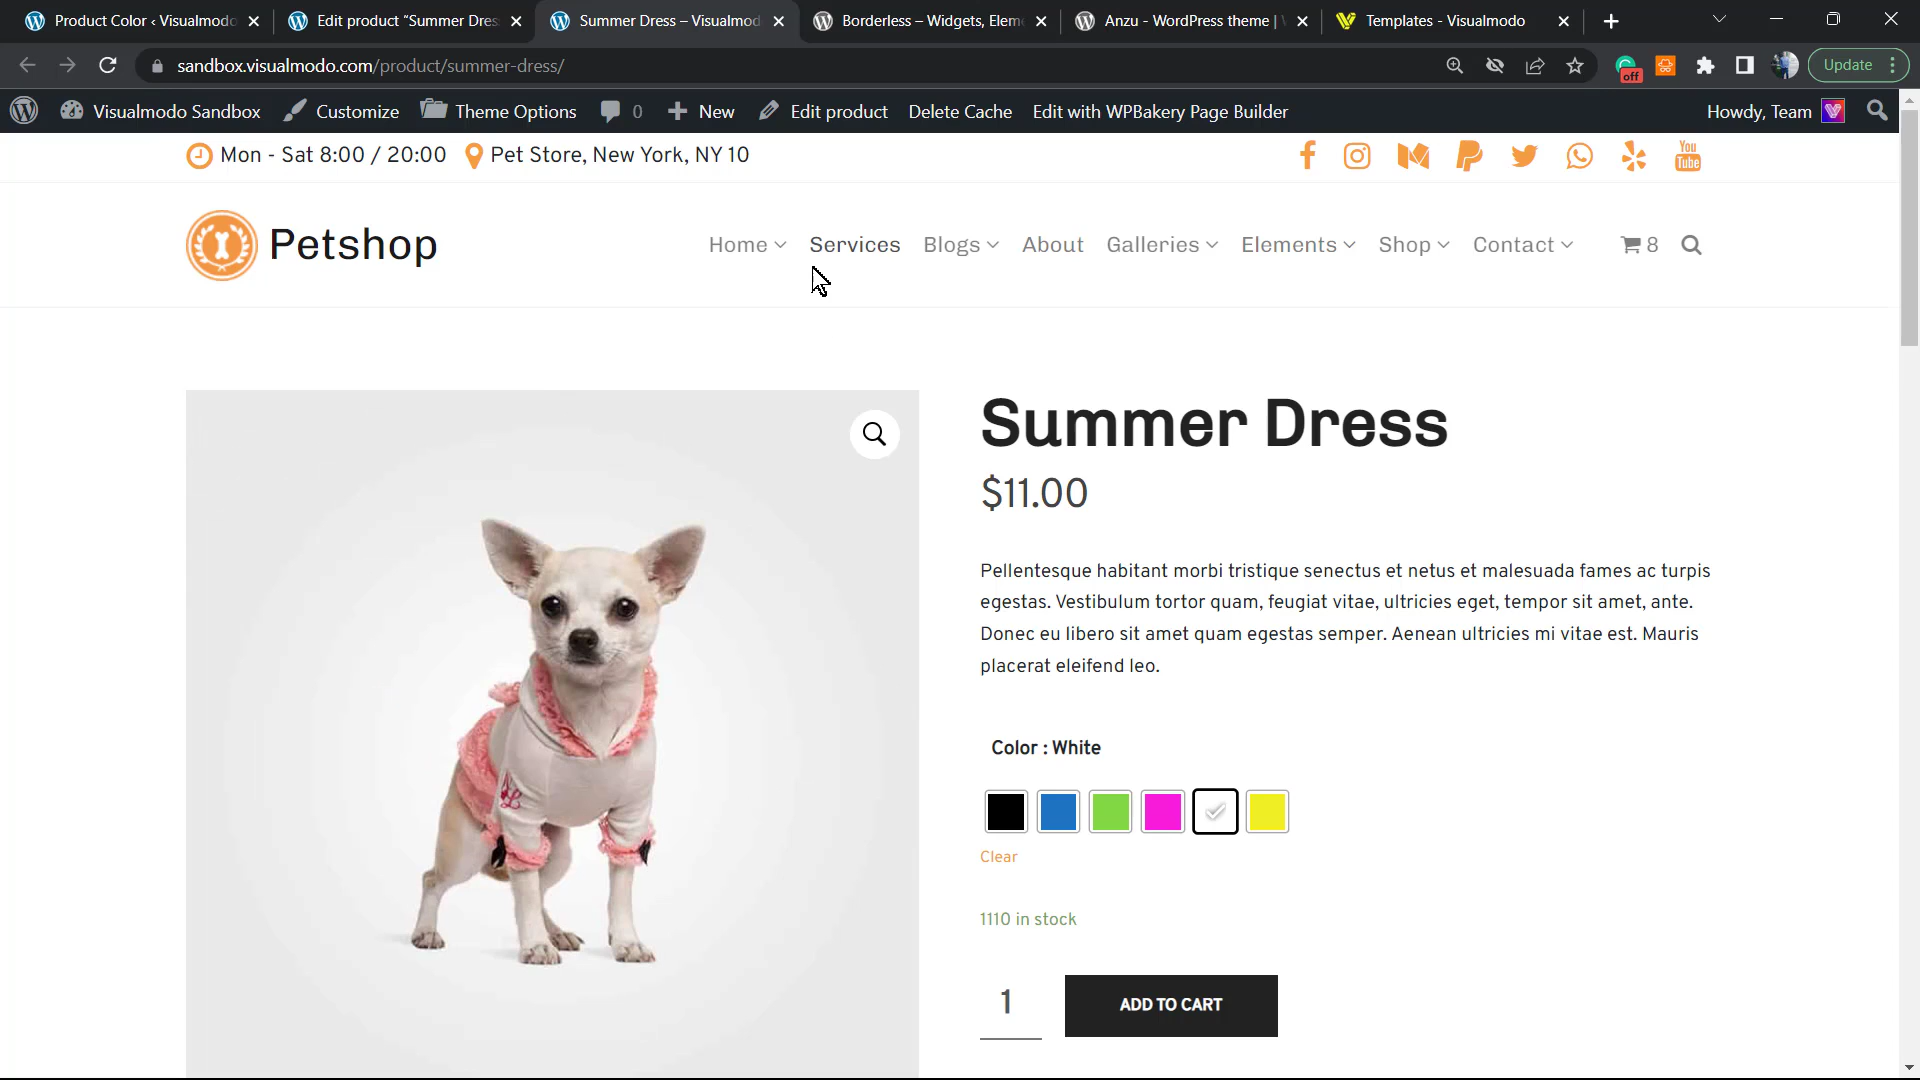 Product Color ‹ Visualmodo
Edit product “Summer Dres
Summer Dress – Visualmod
Borderless – Widgets, Elem
Anzu - WordPress theme |
Templates - Visualmodo
sandbox.visualmodo.com/product/summer-dress/
off
Update
Visualmodo Sandbox
Customize
Theme Options
0
New
Edit product
Delete Cache
Edit with WPBakery Page Builder
Howdy, Team
Mon - Sat 8:00 / 20:00
Pet Store, New York, NY 10
You
Tube
Petshop
Home
Services
Blogs
About
Galleries
Elements
Shop
Contact
8
Summer Dress
$11.00
Pellentesque habitant morbi tristique senectus et netus et malesuada fames ac turpis
egestas. Vestibulum tortor quam, feugiat vitae, ultricies eget, tempor sit amet, ante.
Donec eu libero sit amet quam egestas semper. Aenean ultricies mi vitae est. Mauris
placerat eleifend leo.
Color : White
Clear
1110 in stock
1
ADD TO CART